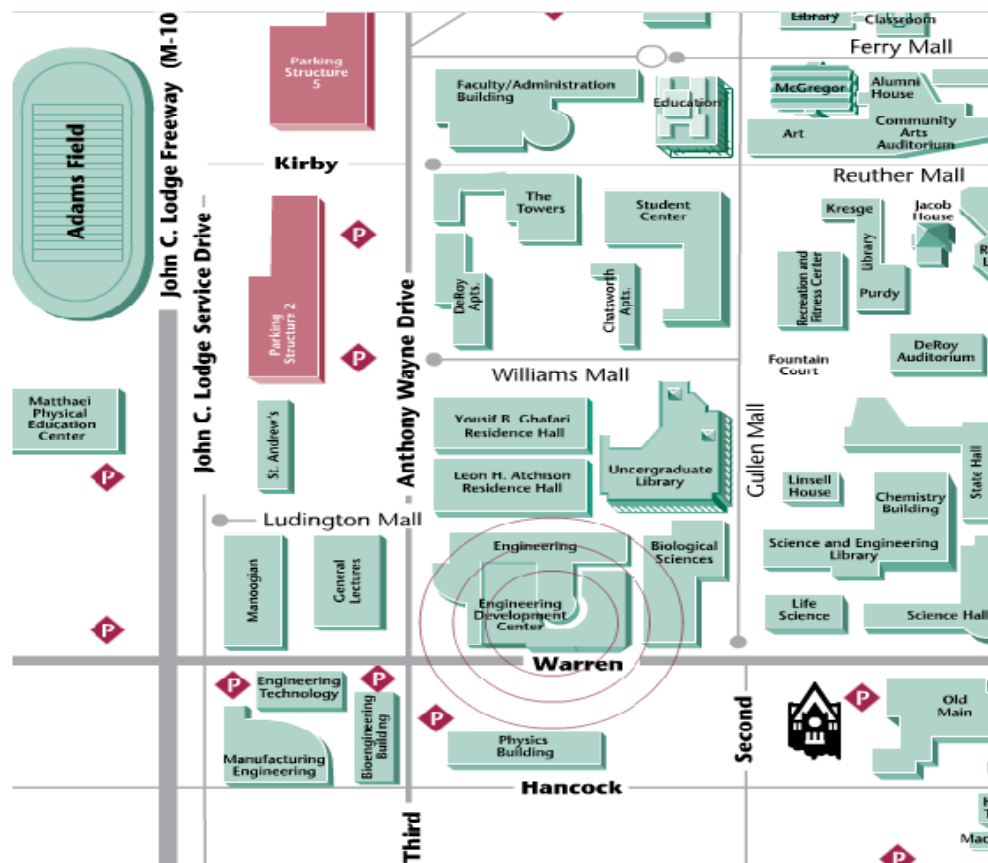 Library
Classroom
Ferry Mall
John C. Lodge Freeway (M-10
Parking
Structure
5
Faculty/Administration
Building
Education
McGregor
Alumni
House
Art
Community
Arts
Auditorium
Adams Field
Kirby
Reuther Mall
The
Towers
Student
Center
Kresge
Jacob
House
Library
Purdy
John C. Lodge Service Drive
P
Parking
Structure 2
P
Anthony Wayne Drive
DeRoy
Apts.
Chatsworth
Apts.
Recreation and
Fitness Center
Fountain
Court
DeRoy
Auditorium
Williams Mall
Gullen Mall
Matthaei
Physical
Education
Center
P
St. Andrew's
Yousif B. Ghafari
Residence Hall
Leon H. Atchison
Residence Hall
Uncergraduate
Library
Linsell
House
Chemistry
Building
State Hall
Ludington Mall
Manoogian
General
Lectures
Engineering
Engineering
Development
Center
Biological
Sciences
Science and Engineering
Library
Life
Science
Science Hall
P
Warren
P
Engineering
Technology
P
Manufacturing
Engineering
Bioengineering
Building
P
Physics
Building
Second
P
Old
Main
Hancock
Third
P